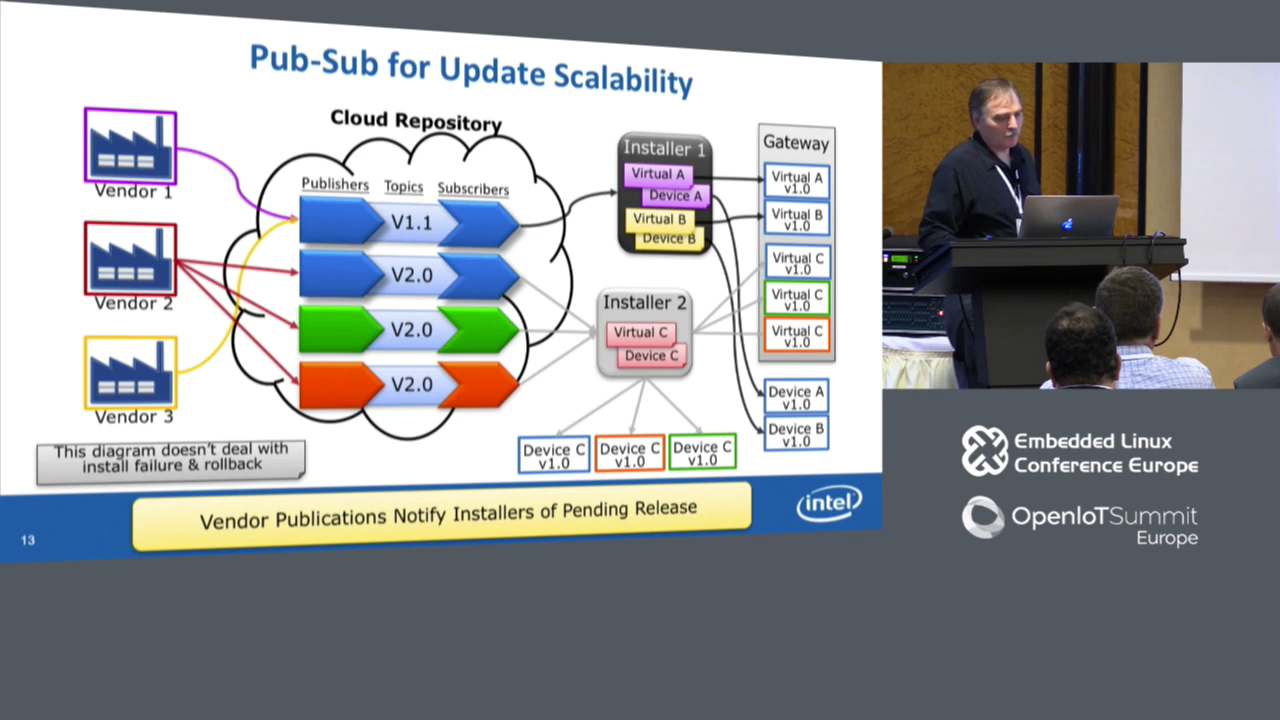 Pub-Sub for Update Scalability
Cloud Repository
Vendor 1
Vendor 2
Vendor 3
Publishers Topics Subscribers
V1.1
V2.0
V2.0
V2.0
Installer 1
Virtual A
Device A
Virtual B
Device B
Installer 2
Virtual C
Device C
Gateway
Virtual A
v1.0
Virtual B
v1.0
Virtual C
v1.0
Virtual C
v1.0
Virtual C
v1.0
Device A
v1.0
Device B
v1.0
Device C
v1.0
Device C
v1.0
Device C
v1.0
This diagram doesn't deal with
install failure & rollback
Vendor Publications Notify Installers of Pending Release
13
intel
Embedded Linux
Conference Europe
OpenIoTSummit
Europe